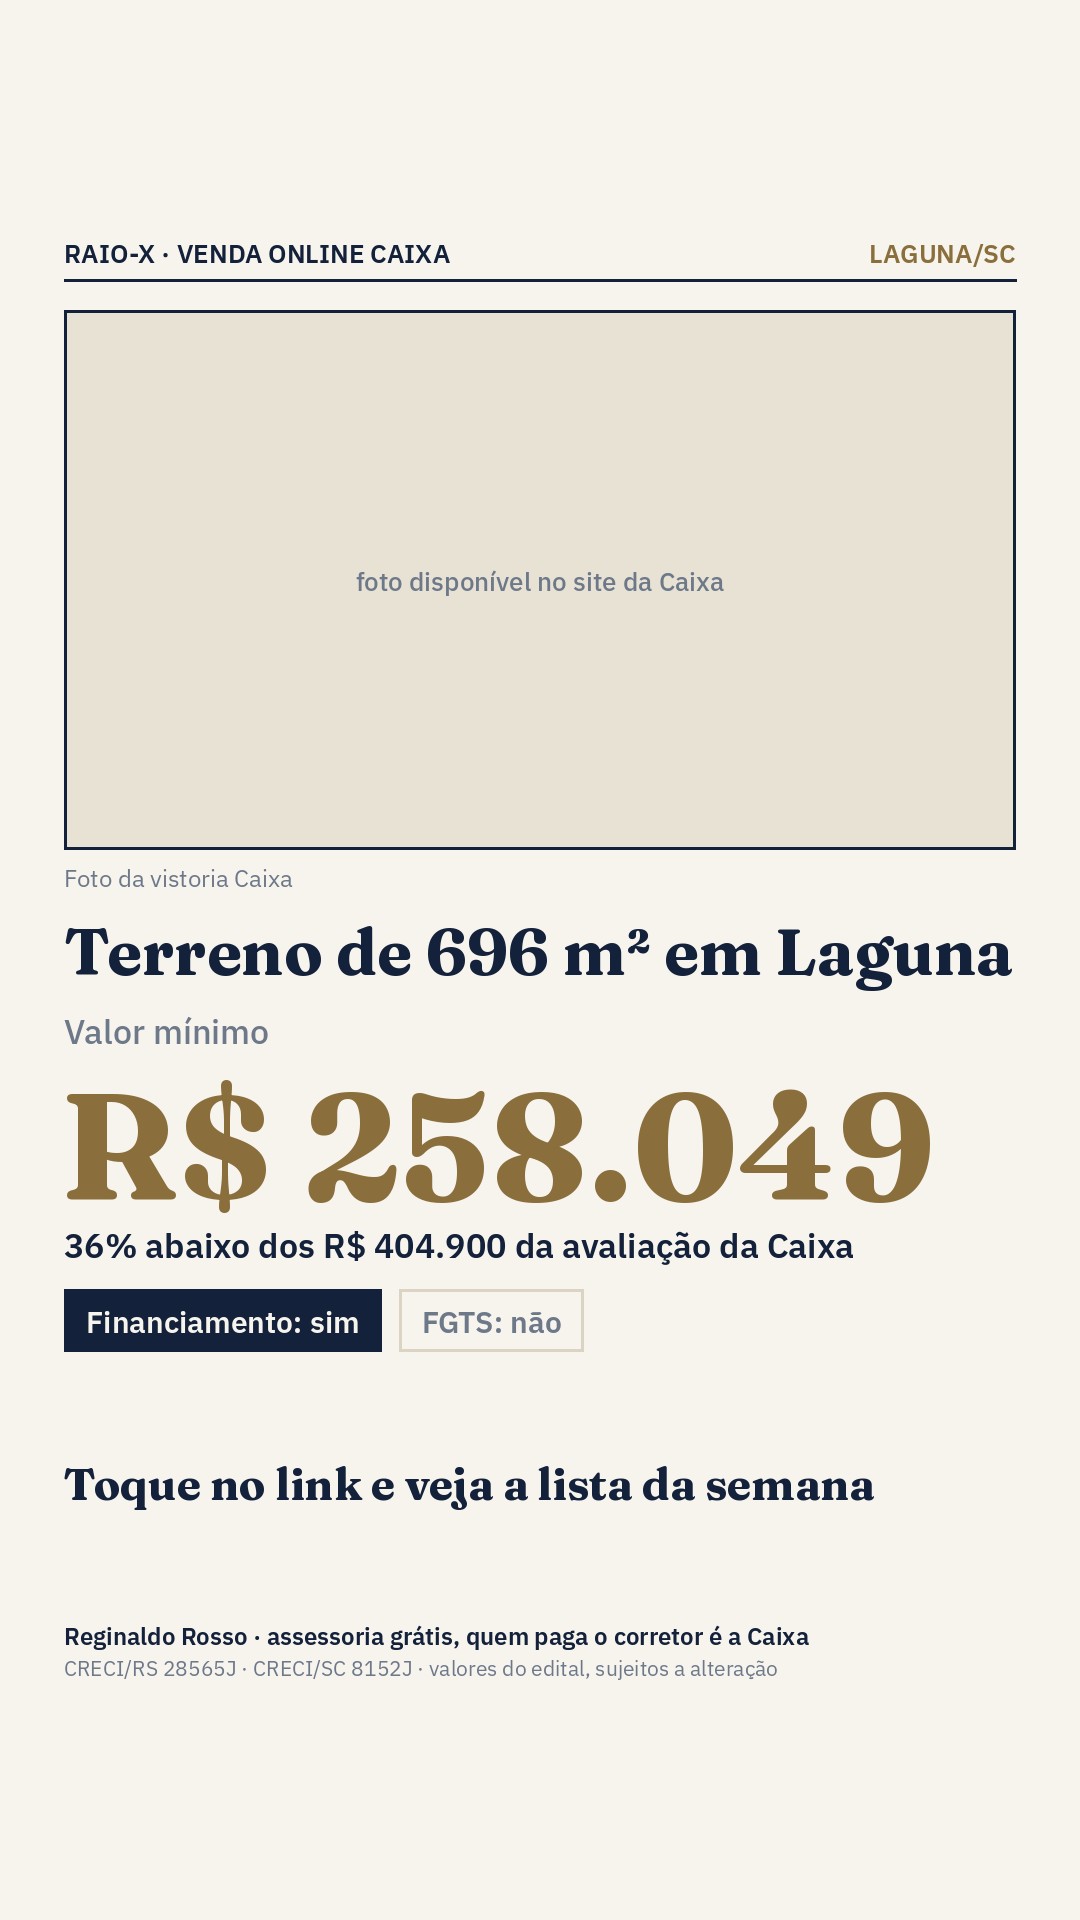 RAIO-X · VENDA ONLINE CAIXA
LAGUNA/SC
foto disponível no site da Caixa
Foto da vistoria Caixa
Terreno de 696 m² em Laguna
Valor mínimo
R$ 258.049
36% abaixo dos R$ 404.900 da avaliação da Caixa
Financiamento: sim
FGTS: não
Toque no link e veja a lista da semana
Reginaldo Rosso · assessoria grátis, quem paga o corretor é a Caixa
CRECI/RS 28565J · CRECI/SC 8152J · valores do edital, sujeitos a alteração